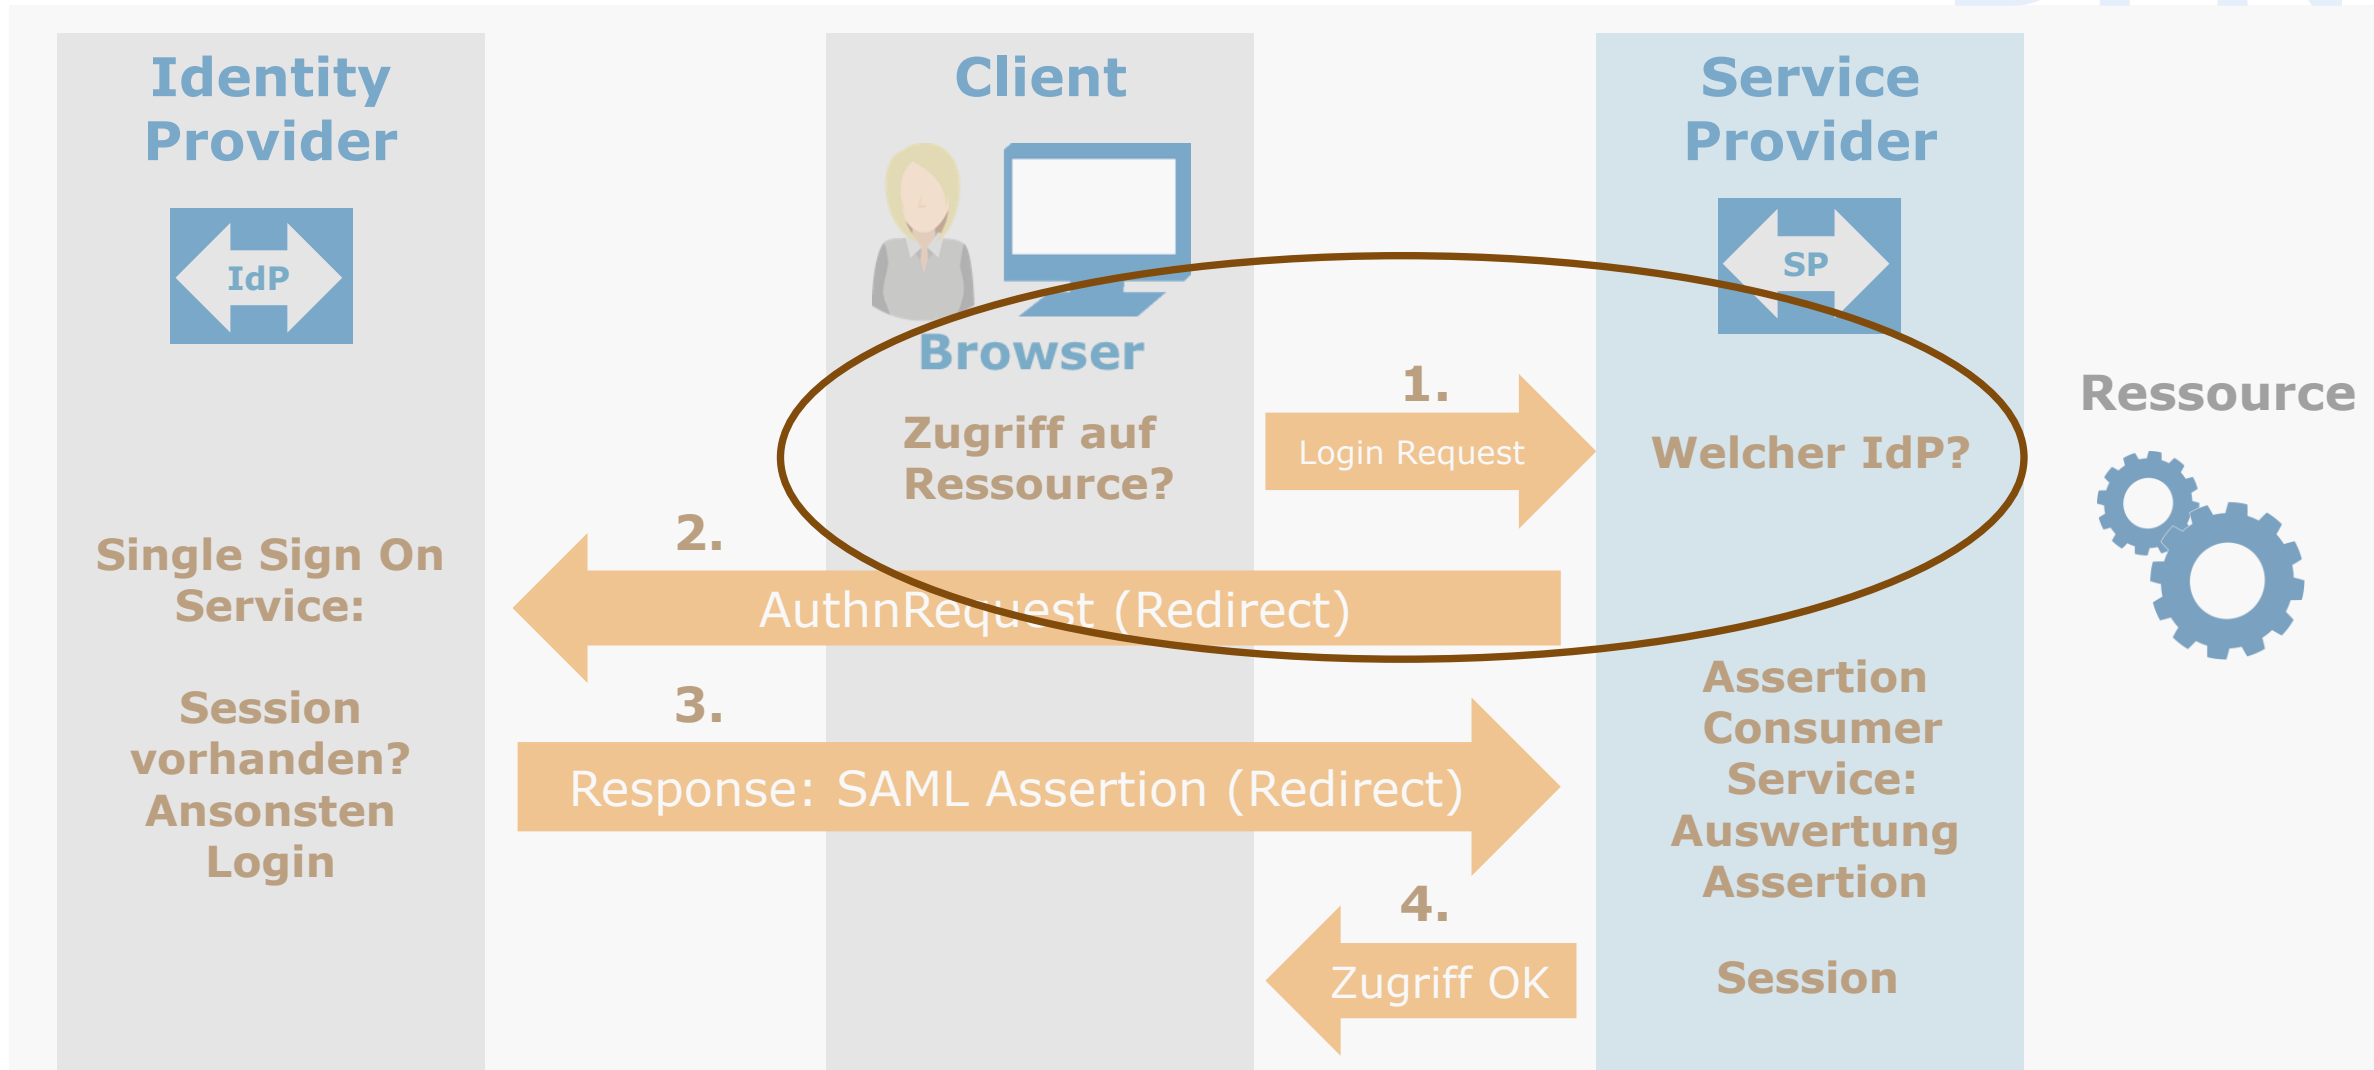 Identity
Provider
IdP
Single Sign On
Service:
Session
vorhanden?
Ansonsten
Login
Client
Browser
Zugriff auf
Ressource?
1.
Login Request
2.
AuthnRequest (Redirect)
3.
Response: SAML Assertion (Redirect)
4.
Zugriff OK
Service
Provider
SP
Welcher IdP?
Assertion
Consumer
Service:
Auswertung
Assertion
Session
Ressource